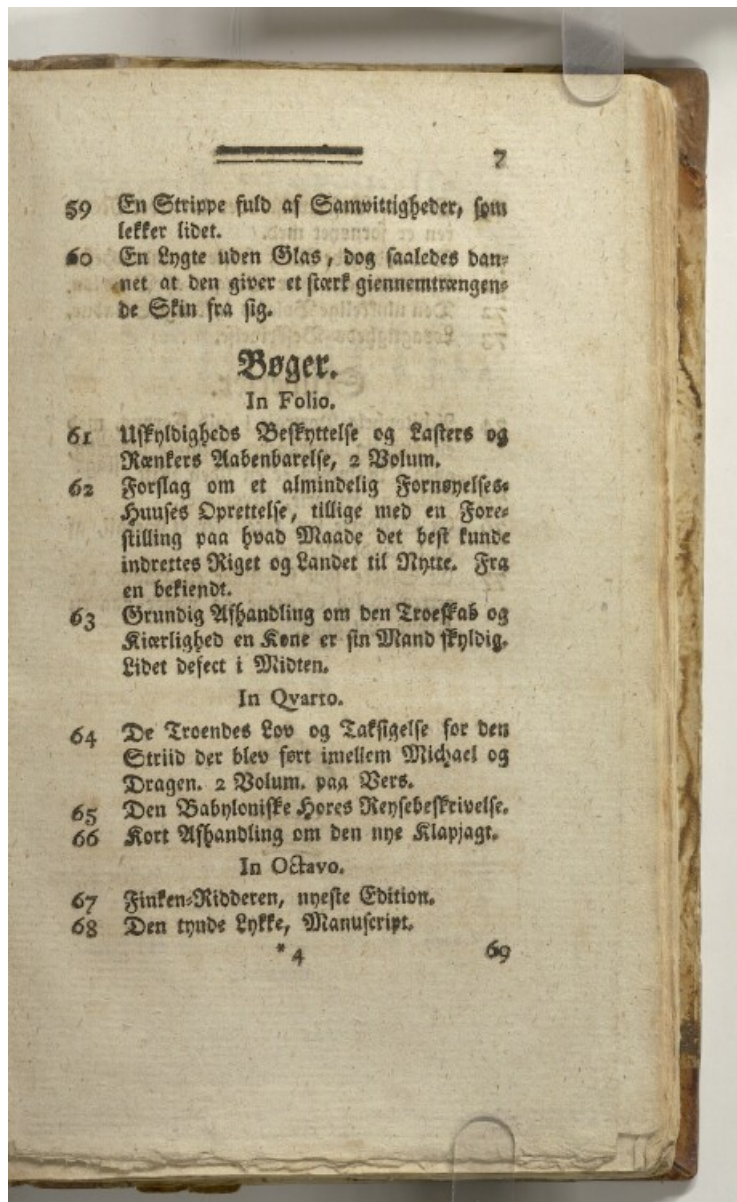 7
59 En Strippe fuld af Samvittigheder, som
lekker lidet.
60 En Lygte uden Glas, dog saaledes dan-
net at den giver et stærk giennemtrængen-
de Skin fra sig.
Bøger.
In Folio.
61 Uskyldigheds Beskyttelse og Lasters og
Rænkers Aabenbarelse, 2 Volum.
62 Forslag om et almindelig Fornøyelses-
Huuses Oprettelse, tillige med en Fore-
stilling paa hvad Maade det best kunde
indrettes Riget og Landet til Nytte. Fra
en bekiendt.
63 Grundig Afhandling om den Troeskab og
Kiærlighed en Kone er sin Mand skyldig.
Lidet defect i Midten.
In Qvarto.
64 De Troendes Lov og Taksigelse for den
Striid der blev ført imellem Michael og
Dragen. 2 Volum. paa Vers.
65 Den Babyloniske Hores Reysebeskrivelse.
66 Kort Afhandling om den nye Klapjagt.
In Octavo.
67 Finken-Ridderen, nyeste Edition.
68 Den tynde Lykke, Manuscript.
* 4 69